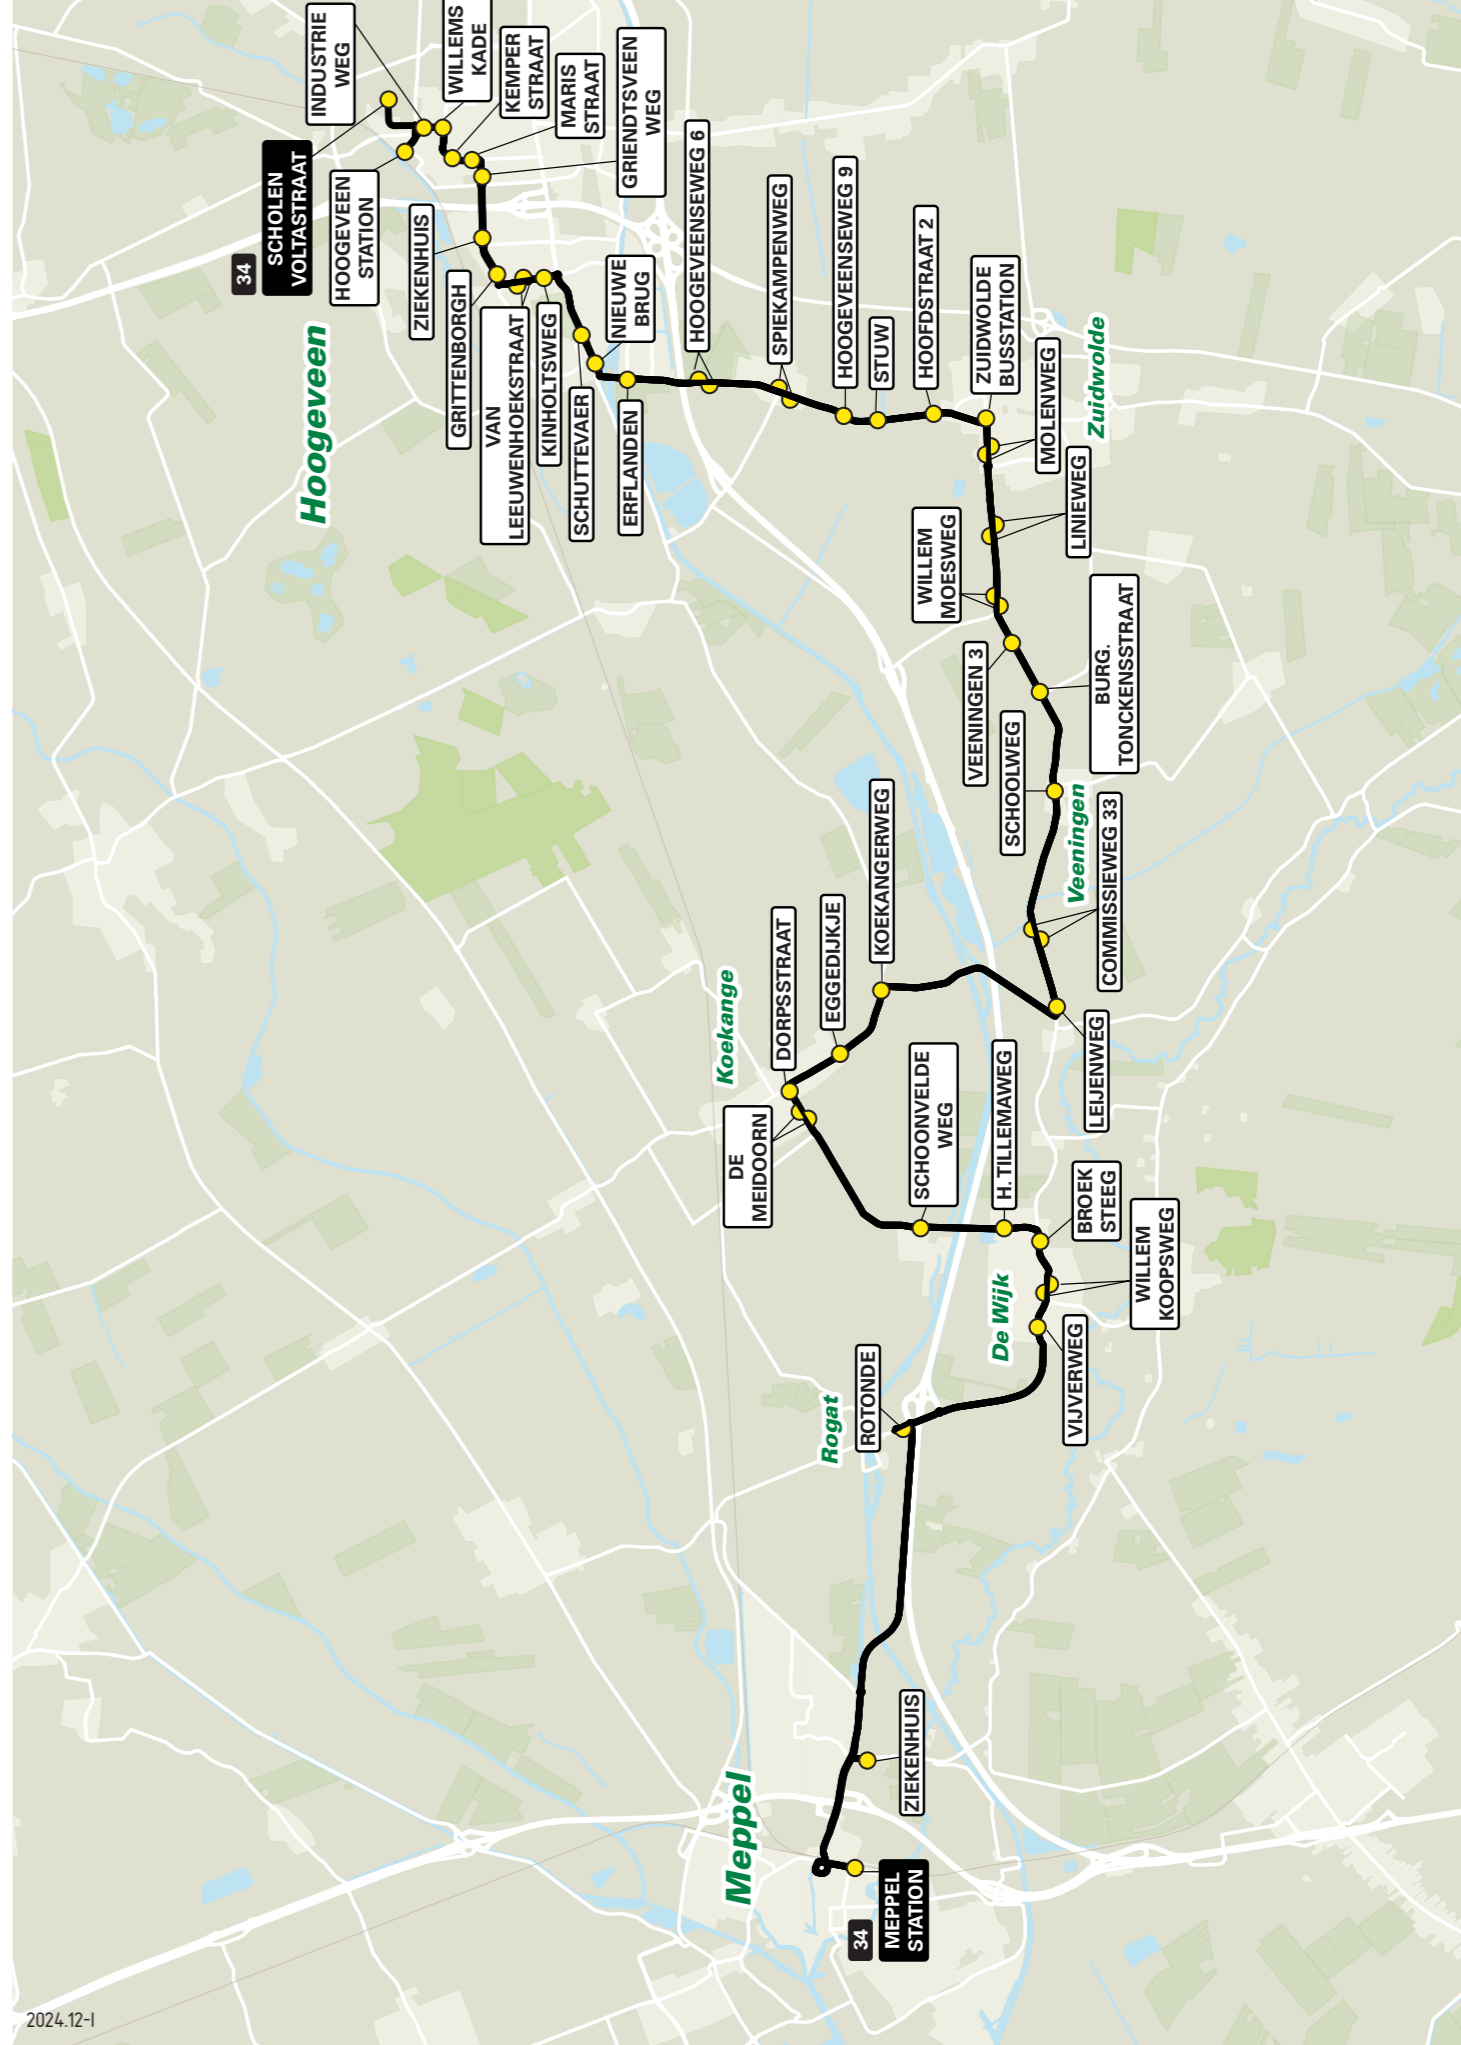 34
SCHOLEN
VOLTASTRAAT
INDUSTRIE
WEG
HOOGEVEEN
STATION
WILLEMS
KADE
KEMPER
STRAAT
MARIS
STRAAT
GRIENDTSVEEN
WEG
ZIEKENHUIS
GRITTENBORGH
VAN
LEEUWENHOEKSTRAAT
KINHOLTSWEG
SCHUTTEVAER
NIEUWE
BRUG
ERFLANDEN
Hoogeveen
HOOGEVEENSEWEG 6
SPIEKAMPENWEG
HOOGEVEENSEWEG 9
STUW
HOOFDSTRAAT 2
ZUIDWOLDE
BUSSTATION
MOLENWEG
Zuidwolde
LINIEWEG
WILLEM
MOESWEG
VEENINGEN 3
BURG.
TONCKENSSTRAAT
SCHOOLWEG
Veeningen
COMMISSIEWEG 33
LEIJENWEG
KOEKANGERWEG
EGGEDIJKJE
DORPSSTRAAT
Koekange
DE
MEIDOORN
SCHOONVELDE
WEG
H. TILLEMAWEG
BROEK
STEEG
WILLEM
KOOPSWEG
De Wijk
VIJVERWEG
ROTONDE
Rogat
ZIEKENHUIS
Meppel
34
MEPPEL
STATION
2024.12-I